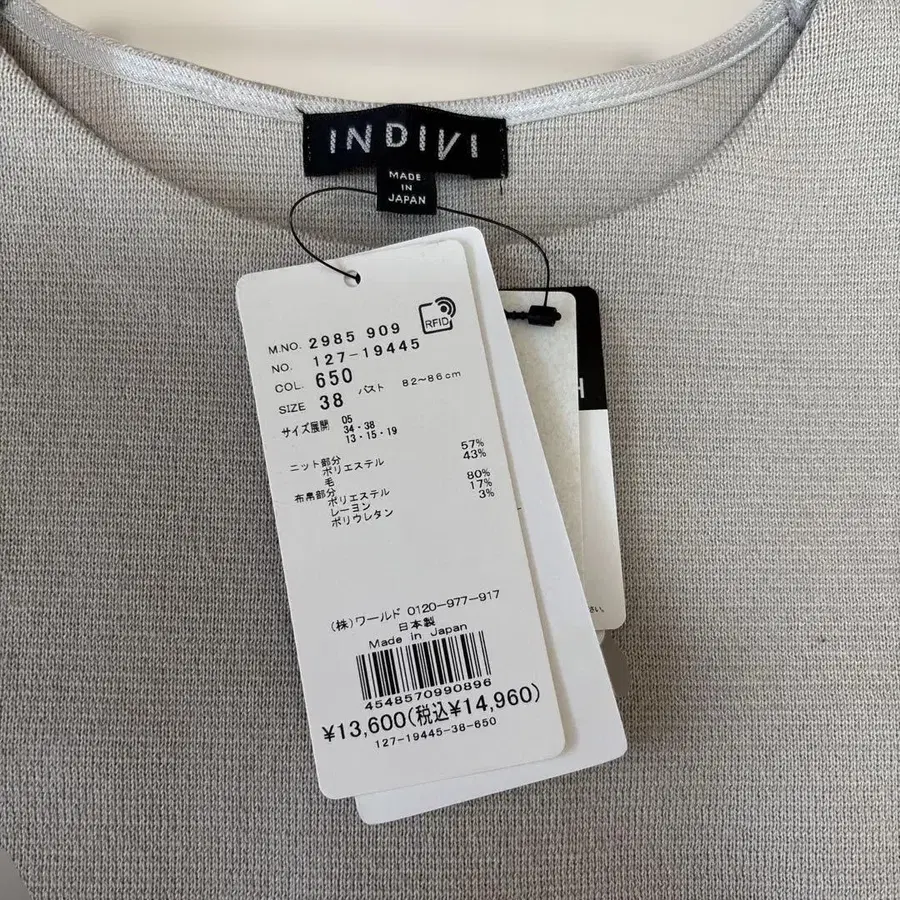 INDIVI
MADE
IN
JAPAN
RFID
M.NO. 2985 909
NO. 127-19445
COL. 650
SIZE 38 バスト 82～86cm
サイズ展開 05
34・38
13・15・19
ニット部分
ポリエステル 57%
毛 43%
布帛部分
ポリエステル 80%
レーヨン 17%
ポリウレタン 3%
(株)ワールド 0120-977-917
日本製
Made in Japan
4548570990896
¥13,600(税込¥14,960)
127-19445-38-650
H
さい。